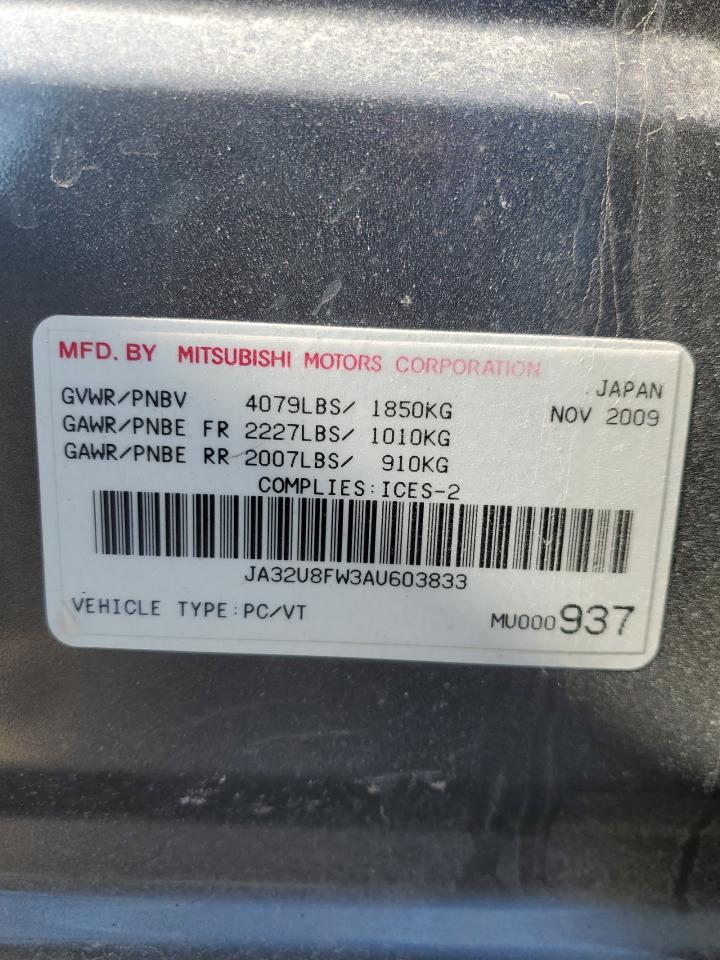 MFD. BY MITSUBISHI MOTORS CORPORATION
JAPAN
GVWR/PNBV 4079LBS/ 1850KG NOV 2009
GAWR/PNBE FR 2227LBS/ 1010KG
GAWR/PNBE RR 2007LBS/ 910KG
COMPLIES:ICES-2
JA32U8FW3AU603833
VEHICLE TYPE:PC/VT MU000937